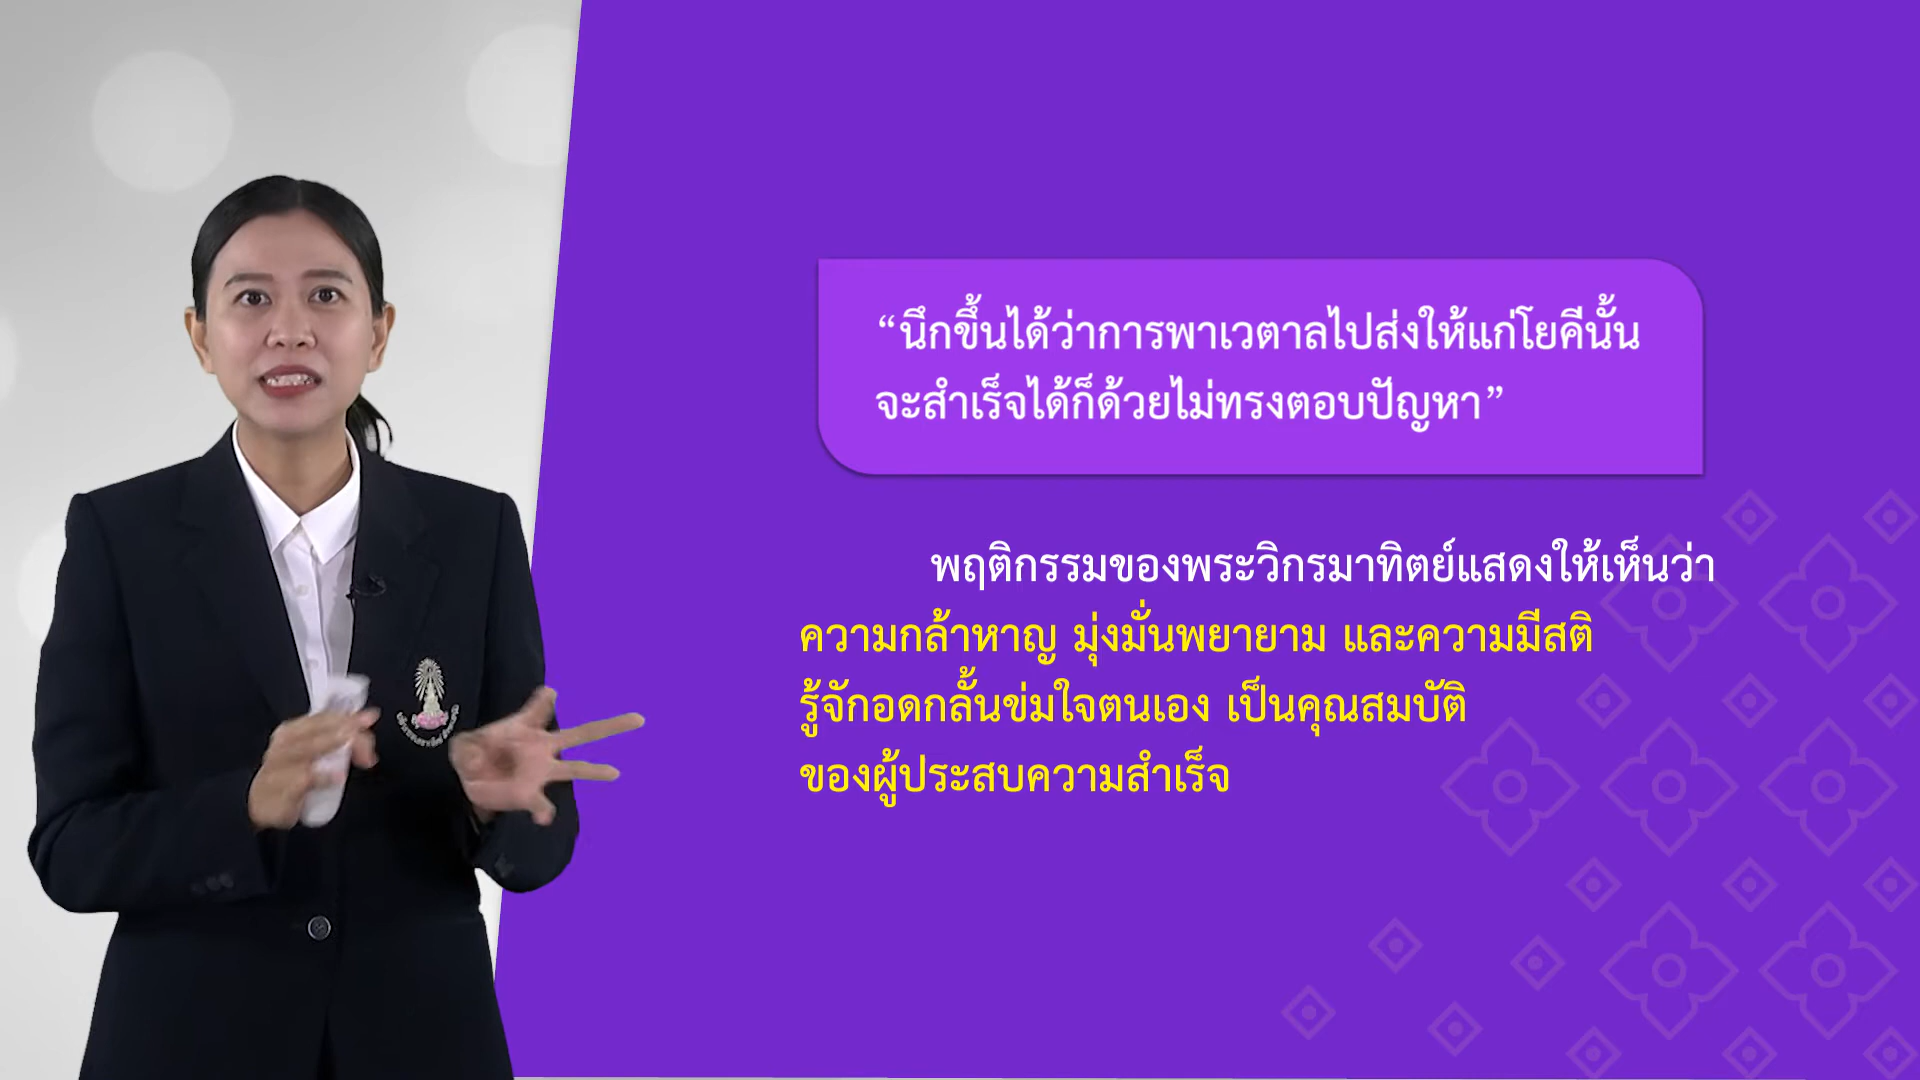 “นึกขึ้นได้ว่าการพาเวตาลไปส่งให้แก่โยคีนั้น
จะสำเร็จได้ก็ด้วยไม่ทรงตอบปัญหา”
พฤติกรรมของพระวิกรมาทิตย์แสดงให้เห็นว่า
ความกล้าหาญ มุ่งมั่นพยายาม และความมีสติ
รู้จักอดกลั้นข่มใจตนเอง เป็นคุณสมบัติ
ของผู้ประสบความสำเร็จ